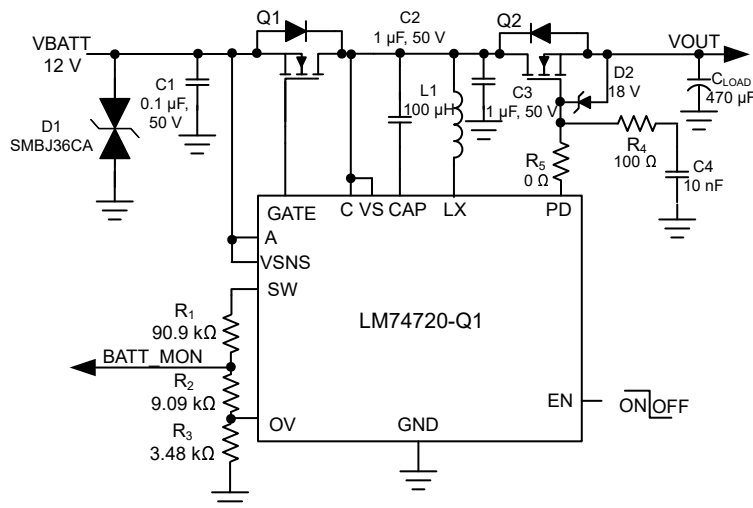 Q1
C2
1 µF, 50 V
Q2
VBATT
12 V
VOUT
C1
0.1 µF,
50 V
L1
100 µH
C3
1 µF, 50 V
D2
18 V
CLOAD
470 µF
D1
SMBJ36CA
R5
0 Ω
R4
100 Ω
C4
10 nF
GATE
C VS CAP
LX
PD
A
VSNS
SW
R1
90.9 kΩ
LM74720-Q1
BATT_MON
R2
9.09 kΩ
EN
ON OFF
OV
GND
R3
3.48 kΩ